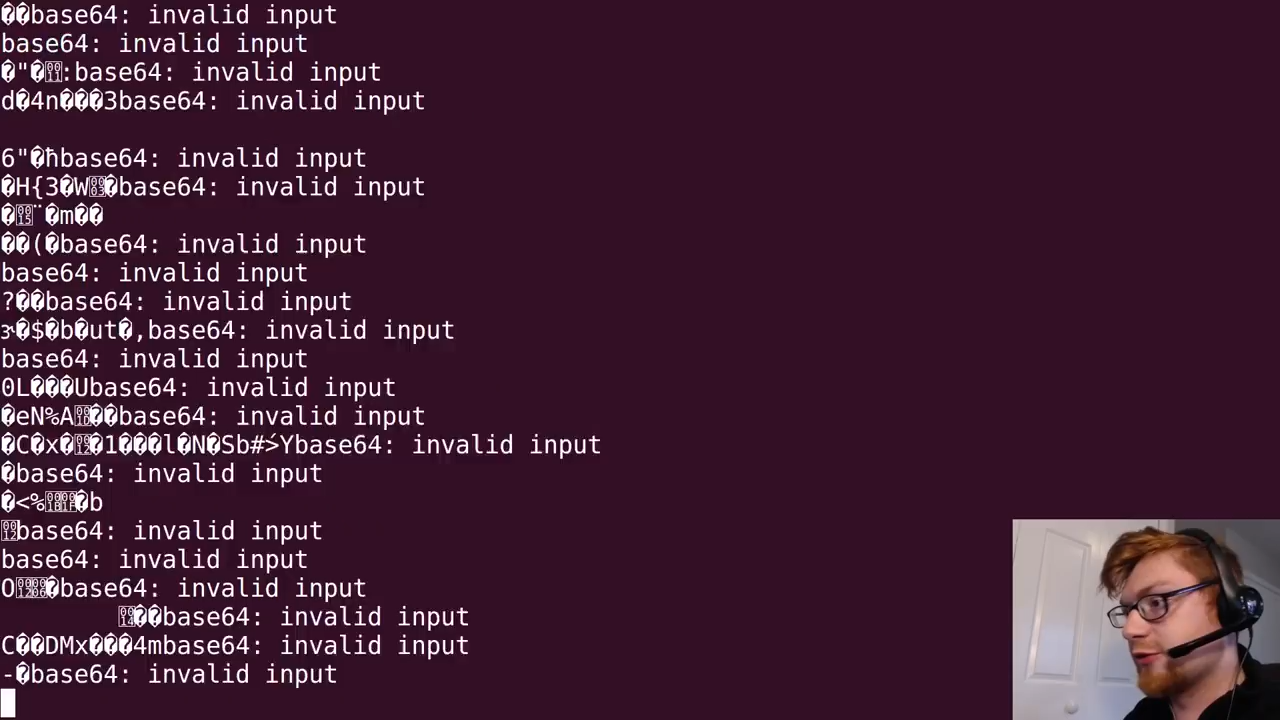 ��base64: invalid input
base64: invalid input
�"�:base64: invalid input
d�4n���3base64: invalid input
6"�ħbase64: invalid input
�H{3�W�base64: invalid input
�¨�m��
��(�base64: invalid input
base64: invalid input
?��base64: invalid input
�$�b�ut�,base64: invalid input
base64: invalid input
0L���Ubase64: invalid input
�eN%A��base64: invalid input
�C�x��1���l�N�Sb#>́Ybase64: invalid input
�base64: invalid input
�<%�b
base64: invalid input
base64: invalid input
O�base64: invalid input
��base64: invalid input
C��DMx���4mbase64: invalid input
-�base64: invalid input